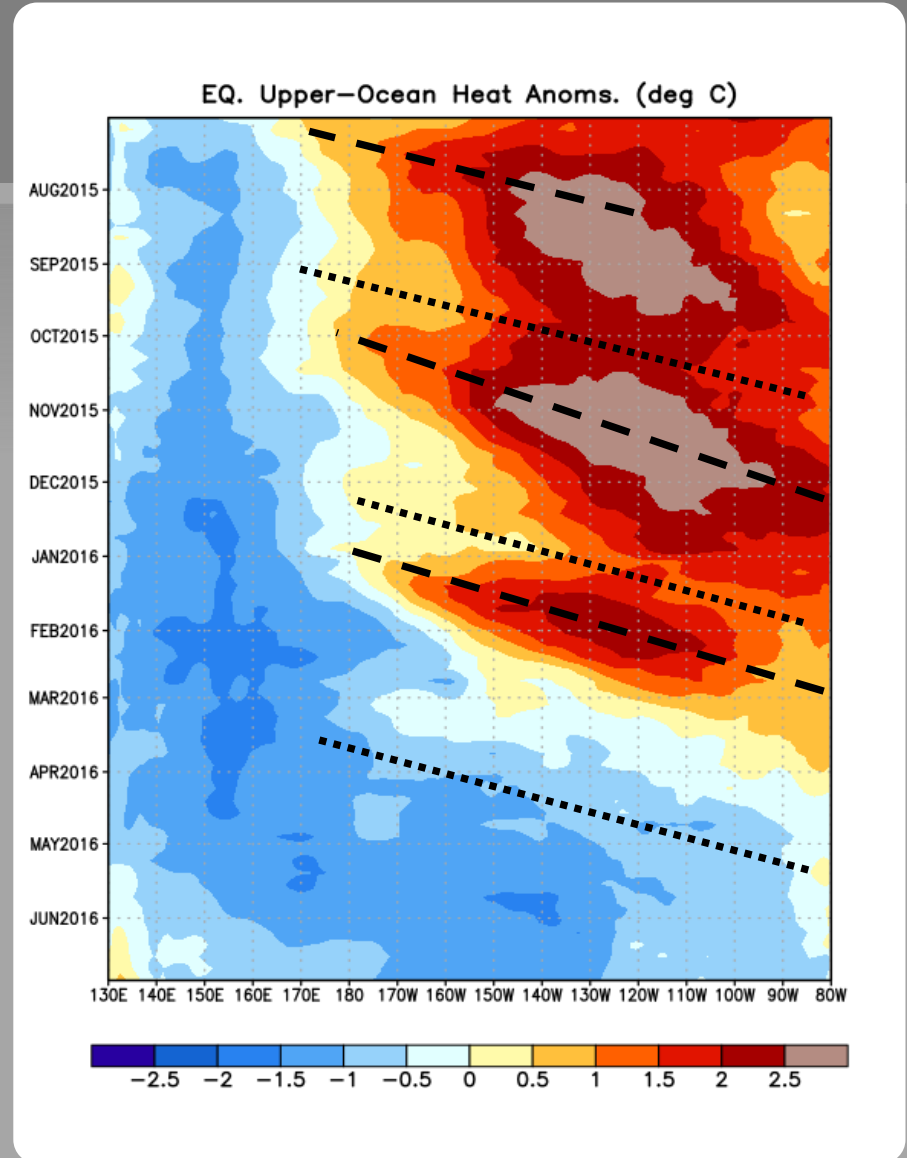 EQ. Upper-Ocean Heat Anoms. (deg C)
AUG2015
SEP2015
OCT2015
NOV2015
DEC2015
JAN2016
FEB2016
MAR2016
APR2016
MAY2016
JUN2016
130E 140E 150E 160E 170E 180 170W 160W 150W 140W 130W 120W 110W 100W 90W 80W
-2.5 -2 -1.5 -1 -0.5 0 0.5 1 1.5 2 2.5